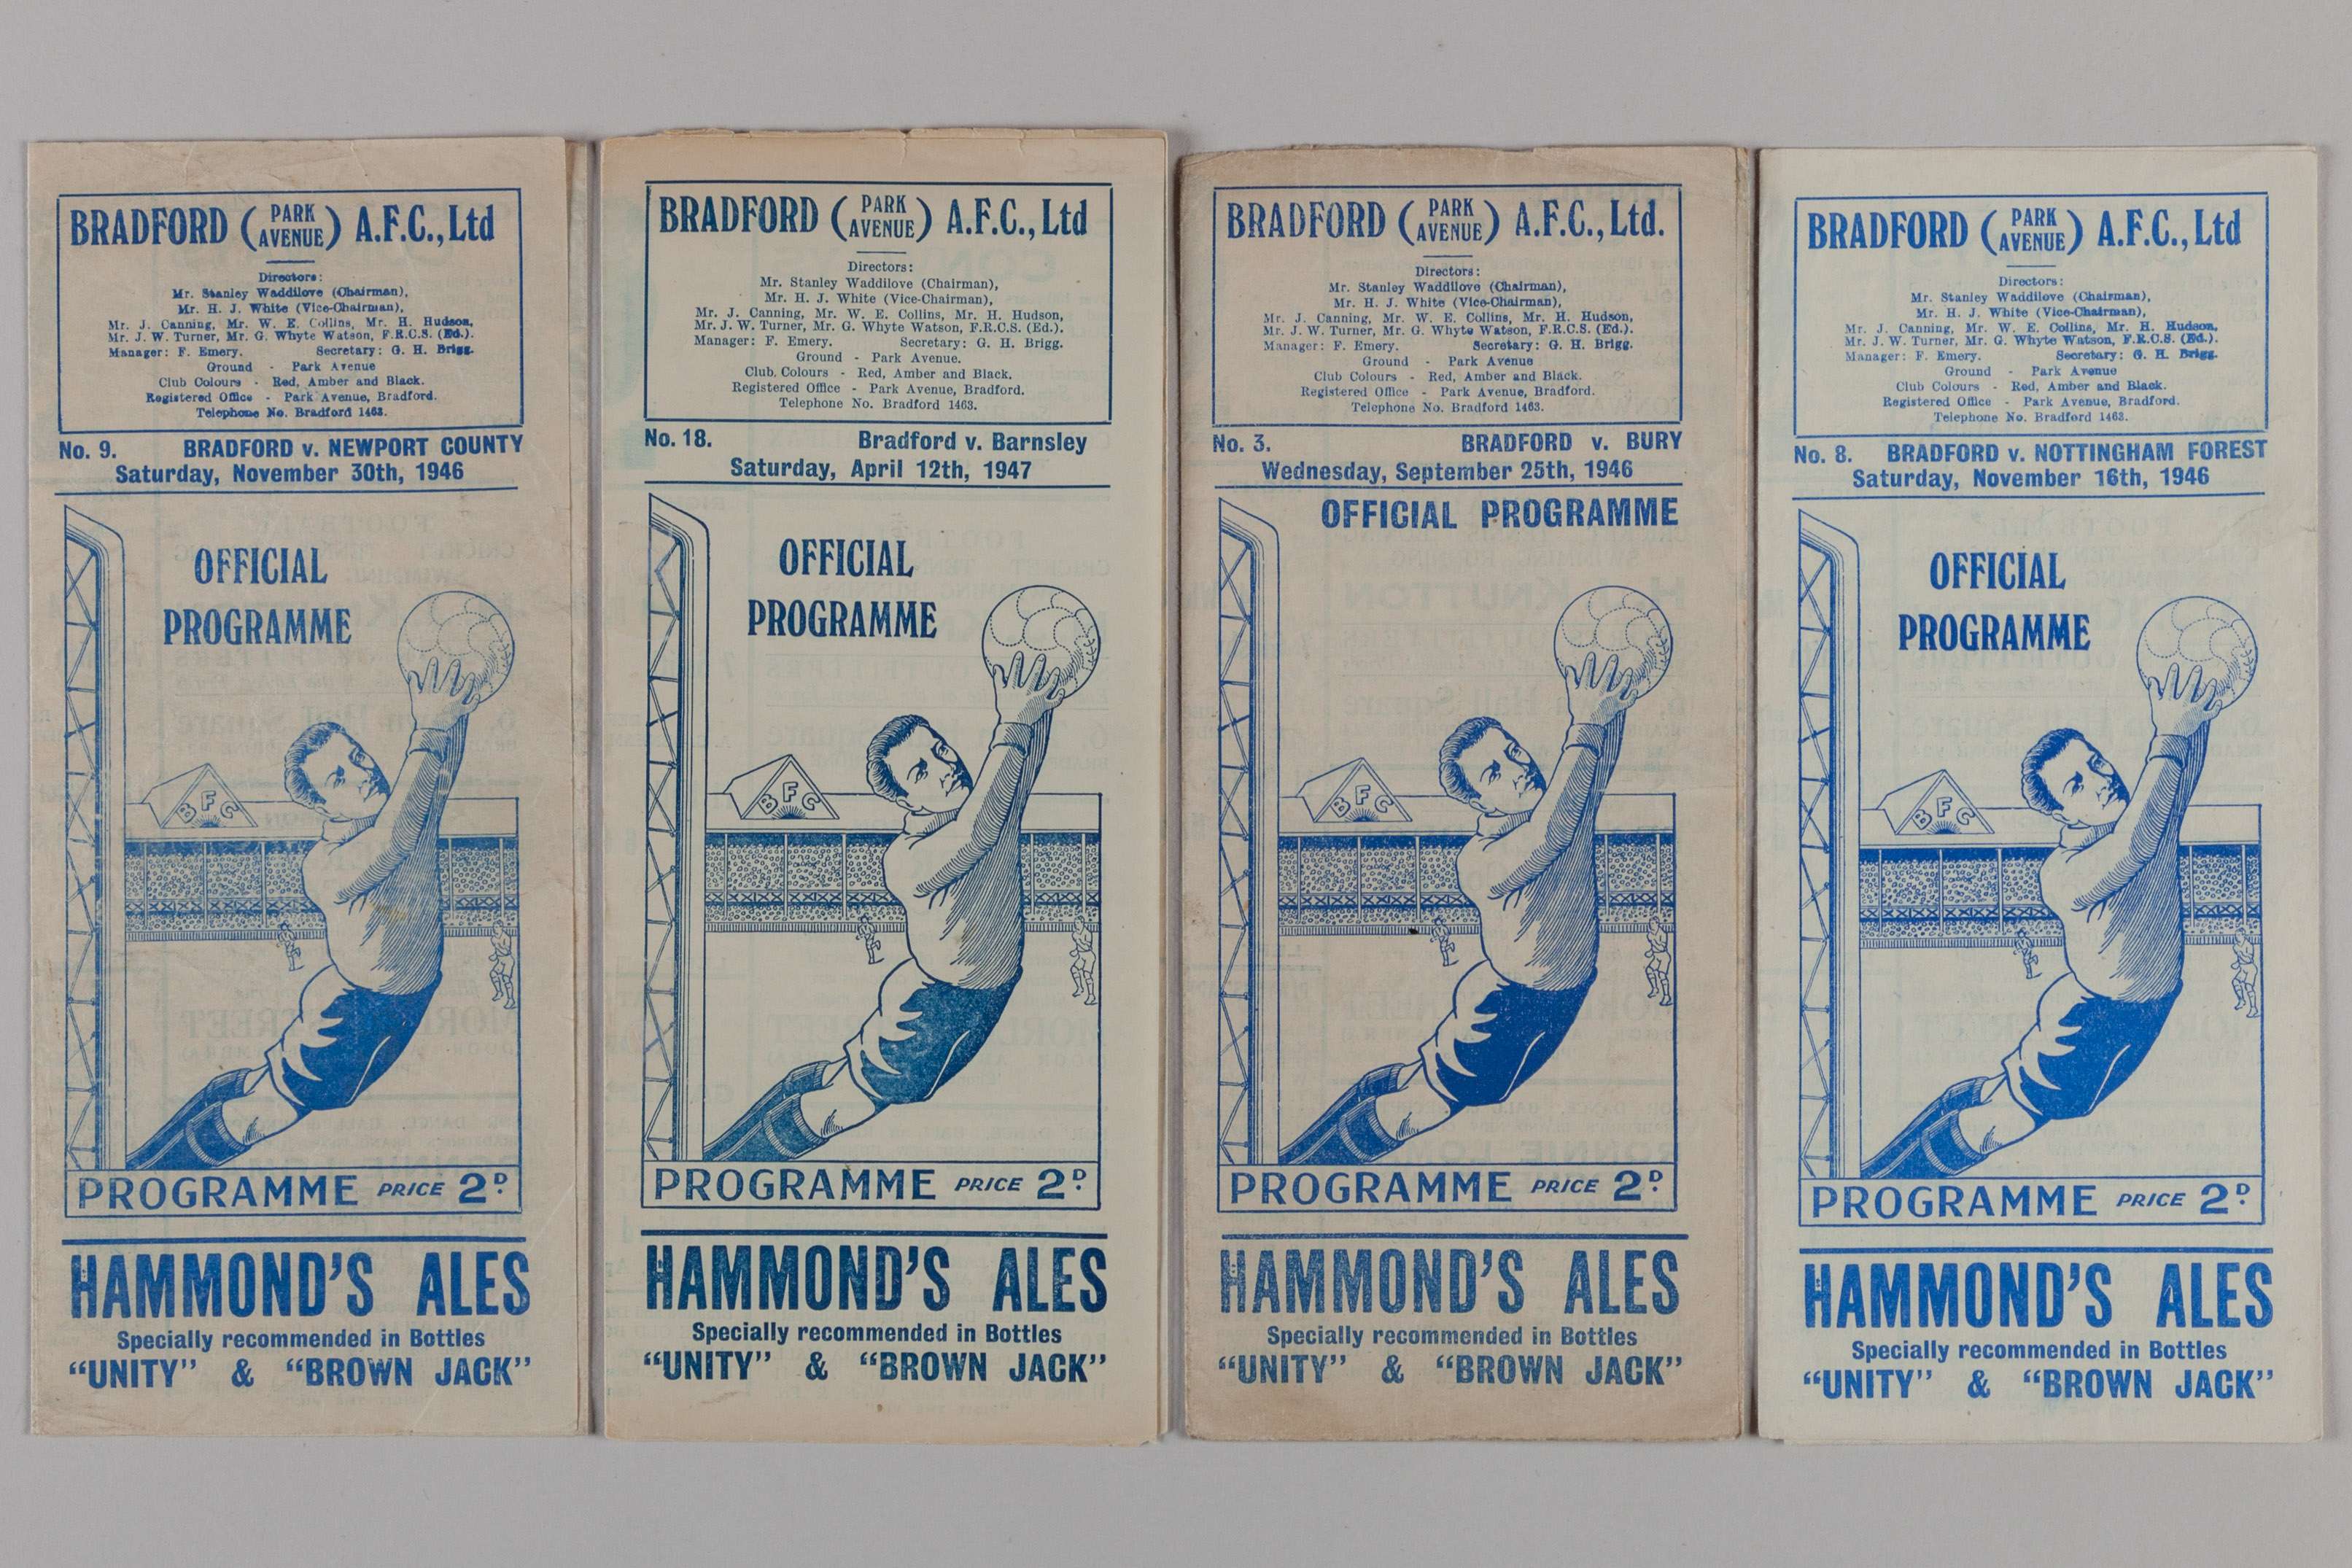 BRADFORD (PARK AVENUE) A.F.C., Ltd
Directors:
Mr. Stanley Waddilove (Chairman),
Mr. H. J. White (Vice-Chairman),
Mr. J. Canning, Mr. W. E. Collins, Mr. H. Hudson,
Mr. J. W. Turner, Mr. G. Whyte Watson, F.R.C.S. (Ed.).
Manager: F. Emery. Secretary: G. H. Brigg.
Ground - Park Avenue
Club Colours - Red, Amber and Black.
Registered Office - Park Avenue, Bradford.
Telephone No. Bradford 1463.
No. 9. BRADFORD v. NEWPORT COUNTY
Saturday, November 30th, 1946
OFFICIAL
PROGRAMME
BFC
PROGRAMME PRICE 2D.
HAMMOND'S ALES
Specially recommended in Bottles
"UNITY" & "BROWN JACK"
BRADFORD (PARK AVENUE) A.F.C., Ltd
Directors:
Mr. Stanley Waddilove (Chairman),
Mr. H. J. White (Vice-Chairman),
Mr. J. Canning, Mr. W. E. Collins, Mr. H. Hudson,
Mr. J. W. Turner, Mr. G. Whyte Watson, F.R.C.S. (Ed.).
Manager: F. Emery. Secretary: G. H. Brigg.
Ground - Park Avenue.
Club Colours - Red, Amber and Black.
Registered Office - Park Avenue, Bradford.
Telephone No. Bradford 1463.
No. 18. Bradford v. Barnsley
Saturday, April 12th, 1947
OFFICIAL
PROGRAMME
BFC
PROGRAMME PRICE 2D.
HAMMOND'S ALES
Specially recommended in Bottles
"UNITY" & "BROWN JACK"
BRADFORD (PARK AVENUE) A.F.C., Ltd.
Directors:
Mr. Stanley Waddilove (Chairman),
Mr. H. J. White (Vice-Chairman),
Mr. J. Canning, Mr. W. E. Collins, Mr. H. Hudson,
Mr. J. W. Turner, Mr. G. Whyte Watson, F.R.C.S. (Ed.).
Manager: F. Emery. Secretary: G. H. Brigg.
Ground - Park Avenue
Club Colours - Red, Amber and Black.
Registered Office - Park Avenue, Bradford.
Telephone No. Bradford 1463.
No. 3. BRADFORD v. BURY
Wednesday, September 25th, 1946
OFFICIAL PROGRAMME
BFC
PROGRAMME PRICE 2D.
HAMMOND'S ALES
Specially recommended in Bottles
"UNITY" & "BROWN JACK"
BRADFORD (PARK AVENUE) A.F.C., Ltd
Directors:
Mr. Stanley Waddilove (Chairman),
Mr. H. J. White (Vice-Chairman),
Mr. J. Canning, Mr. W. E. Collins, Mr. H. Hudson,
Mr. J. W. Turner, Mr. G. Whyte Watson, F.R.C.S. (Ed.).
Manager: F. Emery. Secretary: G. H. Brigg.
Ground - Park Avenue
Club Colours - Red, Amber and Black.
Registered Office - Park Avenue, Bradford.
Telephone No. Bradford 1463.
No. 8. BRADFORD v. NOTTINGHAM FOREST
Saturday, November 16th, 1946
OFFICIAL
PROGRAMME
BFC
PROGRAMME PRICE 2D.
HAMMOND'S ALES
Specially recommended in Bottles
"UNITY" & "BROWN JACK"